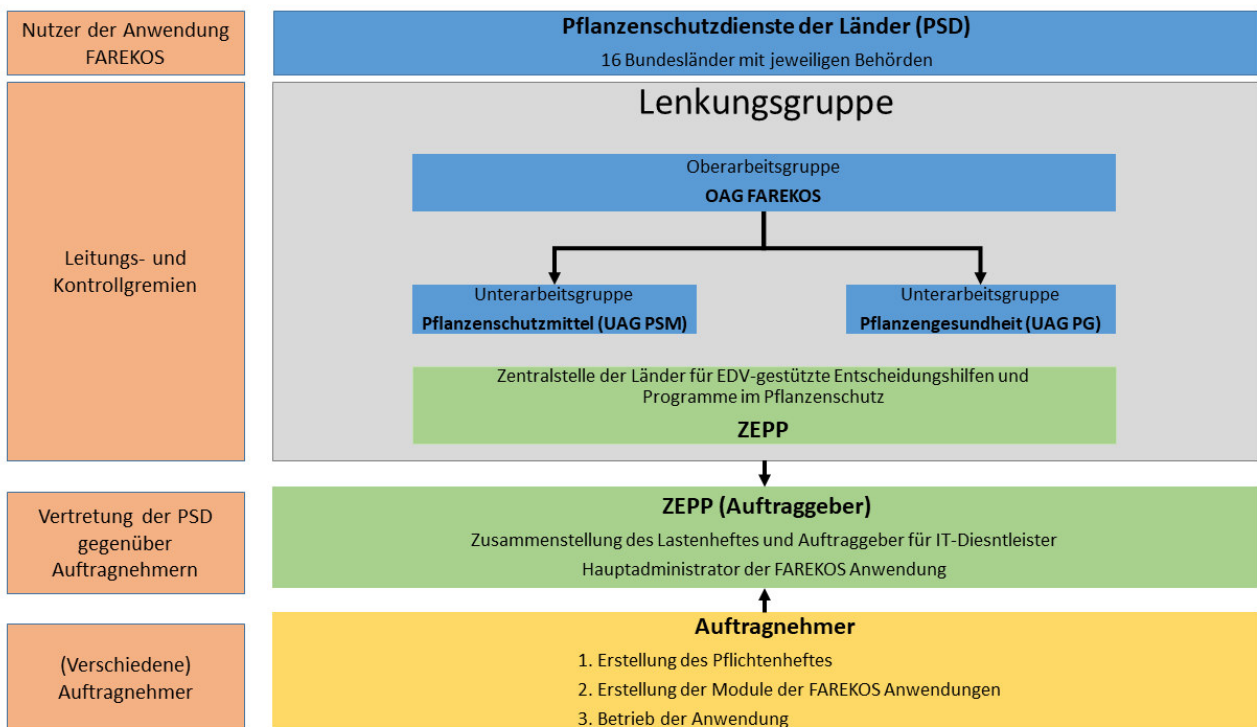 Nutzer der Anwendung
FAREKOS
Pflanzenschutzdienste der Länder (PSD)
16 Bundesländer mit jeweiligen Behörden
Leitungs- und
Kontrollgremien
Lenkungsgruppe
Oberarbeitsgruppe
OAG FAREKOS
Unterarbeitsgruppe
Pflanzenschutzmittel (UAG PSM)
Unterarbeitsgruppe
Pflanzengesundheit (UAG PG)
Zentralstelle der Länder für EDV-gestützte Entscheidungshilfen und
Programme im Pflanzenschutz
ZEPP
Vertretung der PSD
gegenüber
Auftragnehmern
ZEPP (Auftraggeber)
Zusammenstellung des Lastenheftes und Auftraggeber für IT-Diesntleister
Hauptadministrator der FAREKOS Anwendung
(Verschiedene)
Auftragnehmer
Auftragnehmer
1. Erstellung des Pflichtenheftes
2. Erstellung der Module der FAREKOS Anwendungen
3. Betrieb der Anwendung